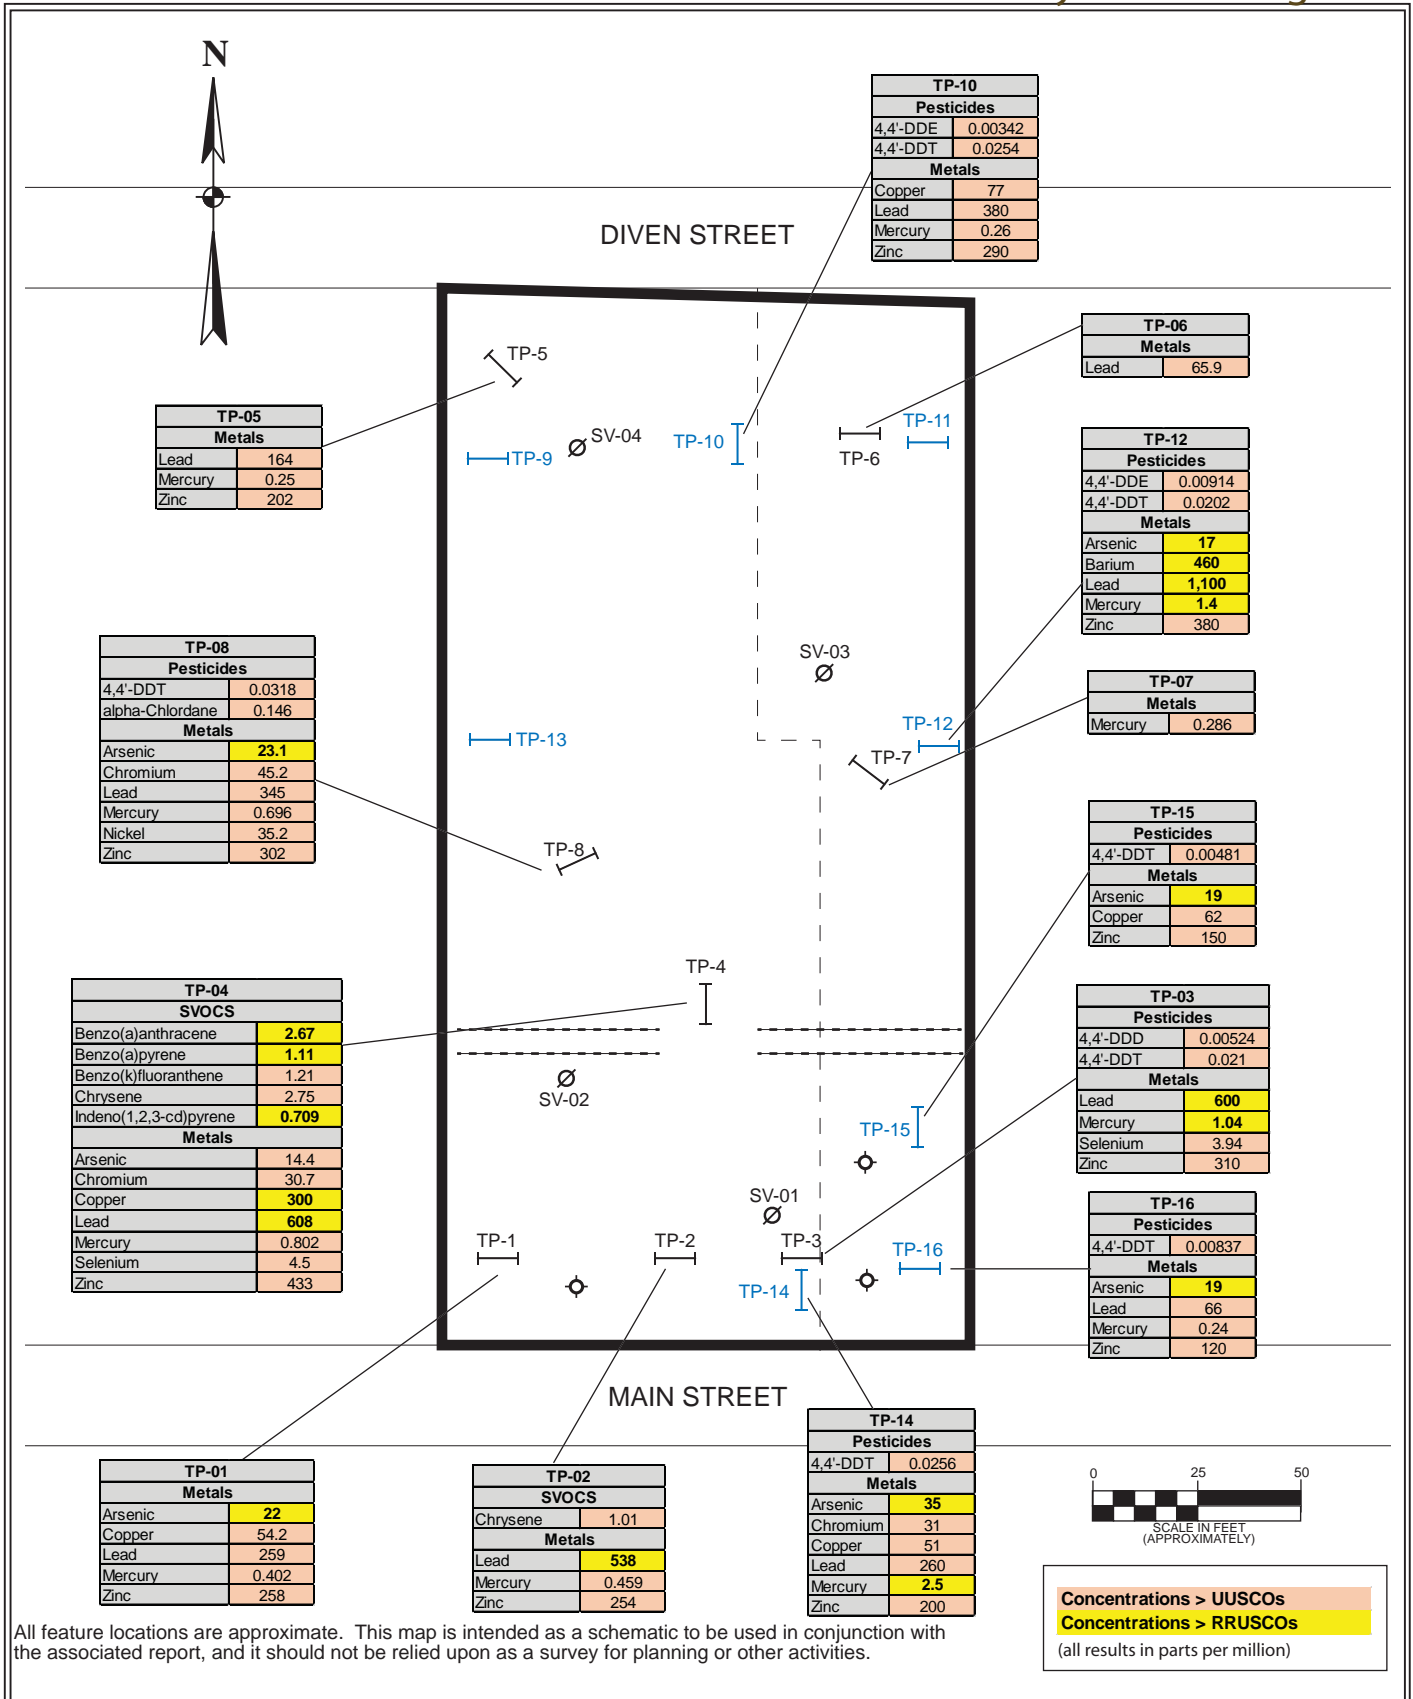 N
DIVEN STREET
TP-10
Pesticides
4,4'-DDE 0.00342
4,4'-DDT 0.0254
Metals
Copper 77
Lead 380
Mercury 0.26
Zinc 290
TP-06
Metals
Lead 65.9
TP-5
TP-05
Metals
Lead 164
Mercury 0.25
Zinc 202
SV-04
TP-9
TP-10
TP-6
TP-11
TP-12
Pesticides
4,4'-DDE 0.00914
4,4'-DDT 0.0202
Metals
Arsenic 17
Barium 460
Lead 1,100
Mercury 1.4
Zinc 380
TP-08
Pesticides
4,4'-DDT 0.0318
alpha-Chlordane 0.146
Metals
Arsenic 23.1
Chromium 45.2
Lead 345
Mercury 0.696
Nickel 35.2
Zinc 302
SV-03
TP-13
TP-12
TP-7
TP-07
Metals
Mercury 0.286
TP-8
TP-15
Pesticides
4,4'-DDT 0.00481
Metals
Arsenic 19
Copper 62
Zinc 150
TP-4
TP-04
SVOCS
Benzo(a)anthracene 2.67
Benzo(a)pyrene 1.11
Benzo(k)fluoranthene 1.21
Chrysene 2.75
Indeno(1,2,3-cd)pyrene 0.709
Metals
Arsenic 14.4
Chromium 30.7
Copper 300
Lead 608
Mercury 0.802
Selenium 4.5
Zinc 433
SV-02
TP-15
TP-03
Pesticides
4,4'-DDD 0.00524
4,4'-DDT 0.021
Metals
Lead 600
Mercury 1.04
Selenium 3.94
Zinc 310
SV-01
TP-1
TP-2
TP-3
TP-14
TP-16
TP-16
Pesticides
4,4'-DDT 0.00837
Metals
Arsenic 19
Lead 66
Mercury 0.24
Zinc 120
MAIN STREET
TP-01
Metals
Arsenic 22
Copper 54.2
Lead 259
Mercury 0.402
Zinc 258
TP-02
SVOCS
Chrysene 1.01
Metals
Lead 538
Mercury 0.459
Zinc 254
TP-14
Pesticides
4,4'-DDT 0.0256
Metals
Arsenic 35
Chromium 31
Copper 51
Lead 260
Mercury 2.5
Zinc 200
0 25 50
SCALE IN FEET
(APPROXIMATELY)
Concentrations > UUSCOs
Concentrations > RRUSCOs
(all results in parts per million)
All feature locations are approximate. This map is intended as a schematic to be used in conjunction with
the associated report, and it should not be relied upon as a survey for planning or other activities.